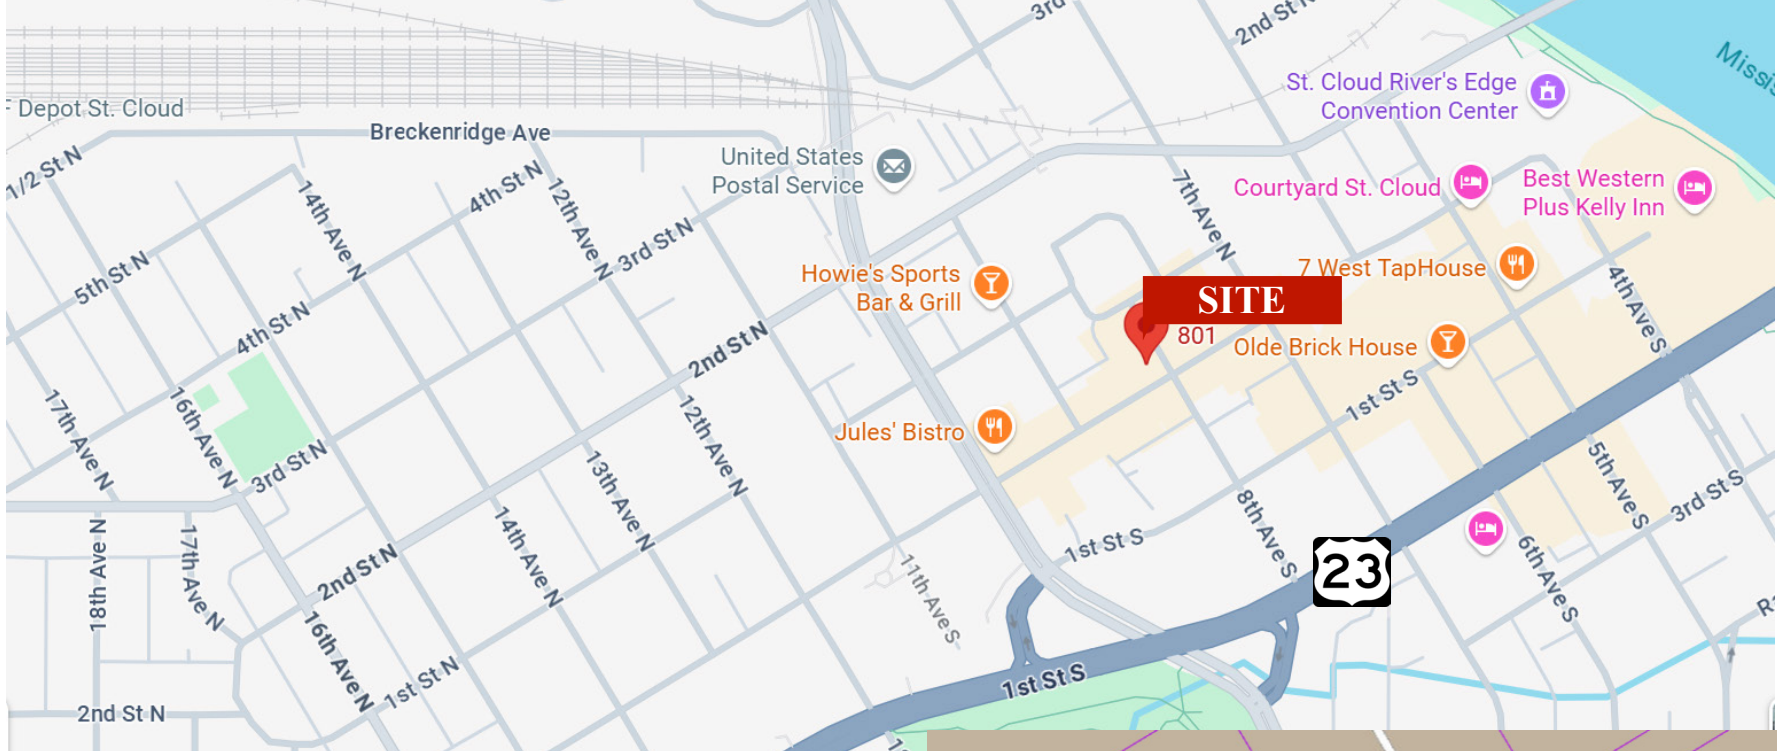 3rd
2nd St N
Missis
St. Cloud River's Edge
Convention Center
Depot St. Cloud
Breckenridge Ave
1/2 St N
United States
Postal Service
14th Ave N
4th St N
12th Ave N
7th Ave N
Courtyard St. Cloud
Best Western
Plus Kelly Inn
3rd St N
5th St N
Howie's Sports
Bar & Grill
7 West TapHouse
4th Ave S
SITE
801
Olde Brick House
4th St N
2nd St N
1st St S
17th Ave N
16th Ave N
12th Ave N
Jules' Bistro
3rd St N
13th Ave N
8th Ave S
5th Ave S
3rd St S
18th Ave N
17th Ave N
14th Ave N
1st St S
6th Ave S
23
2nd St N
11th Ave S
16th Ave N
1st St N
1st St S
2nd St N